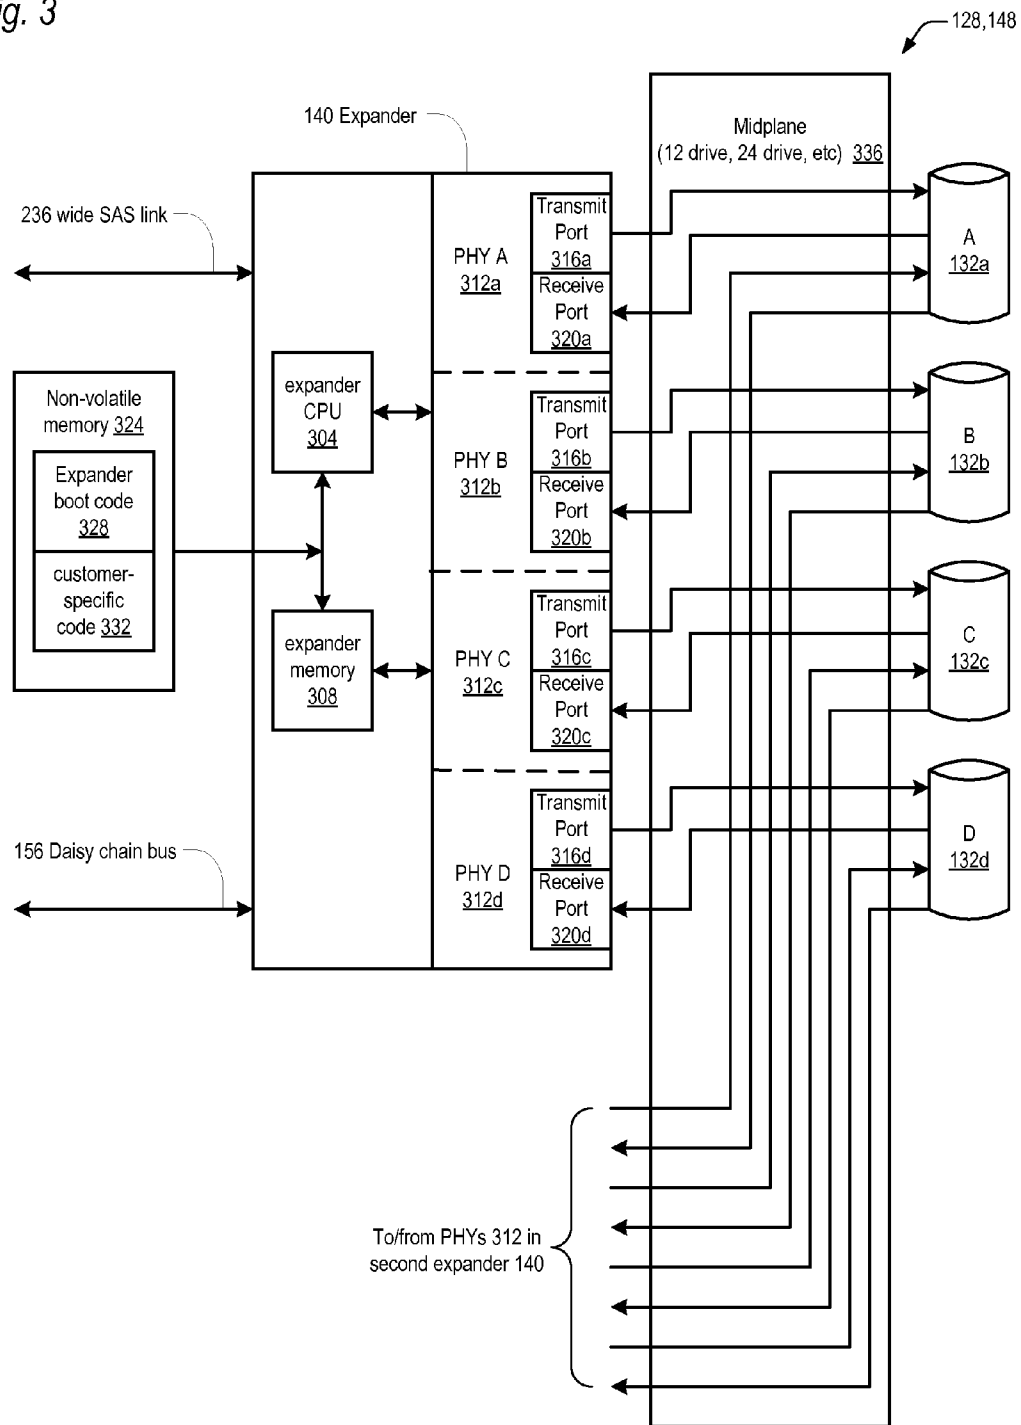 g. 3
128,148
140 Expander
Midplane
(12 drive, 24 drive, etc) 336
236 wide SAS link
Transmit
Port
316a
Receive
Port
320a
PHY A
312a
A
132a
Non-volatile
memory 324
Expander
boot code
328
customer-
specific
code 332
expander
CPU
304
expander
memory
308
PHY B
312b
Transmit
Port
316b
Receive
Port
320b
B
132b
PHY C
312c
Transmit
Port
316c
Receive
Port
320c
C
132c
156 Daisy chain bus
PHY D
312d
Transmit
Port
316d
Receive
Port
320d
D
132d
To/from PHYs 312 in
second expander 140